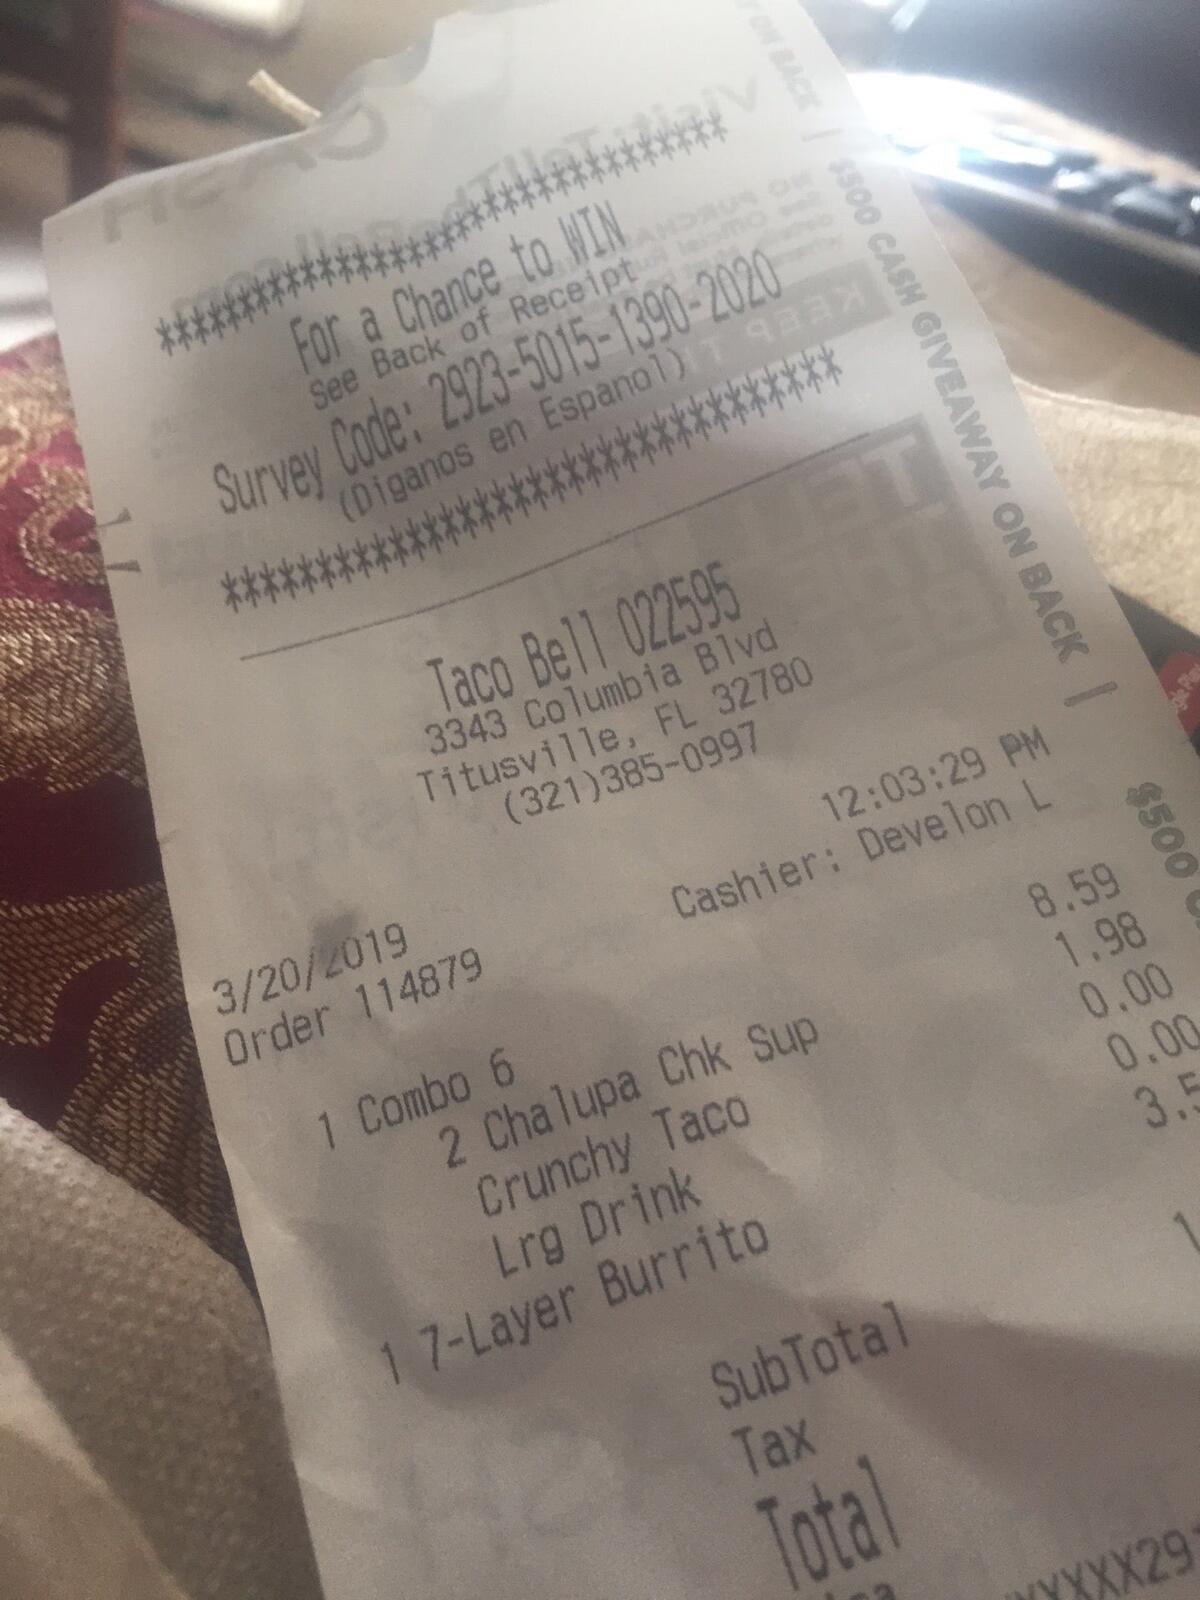 *****************************
For a Chance to WIN
See Back of Receipt
Survey Code: 2923-5015-1390-2020
(Diganos en Espanol)
********************************
Taco Bell 022595
3343 Columbia Blvd
Titusville, FL 32780
(321)385-0997
12:03:29 PM
3/20/2019 Cashier: Develon L
Order 114879
1 Combo 6 8.59
2 Chalupa Chk Sup 1.98
Crunchy Taco 0.00
Lrg Drink 0.00
1 7-Layer Burrito
SubTotal
Tax
Total
ON BACK | $500 CASH GIVEAWAY ON BACK | $500